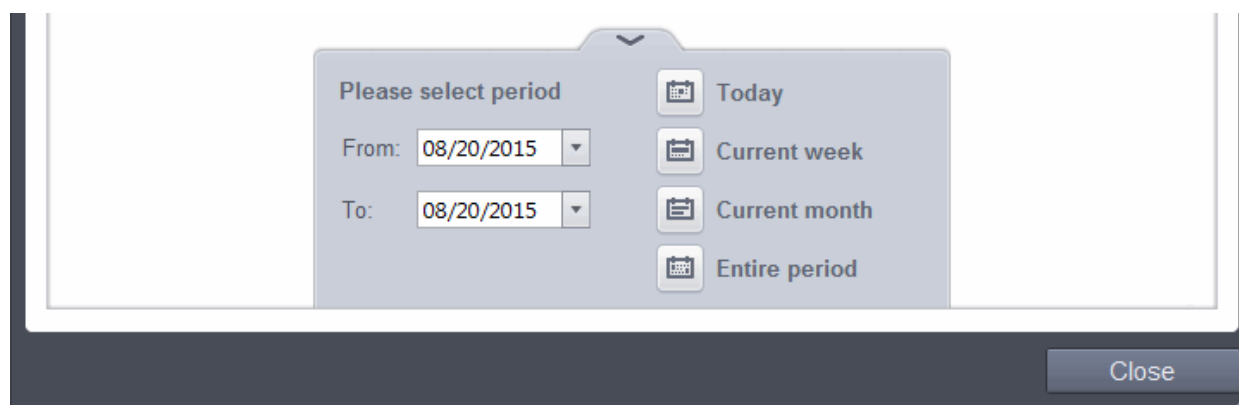 Please select period
From: 08/20/2015
To: 08/20/2015
Today
Current week
Current month
Entire period
Close